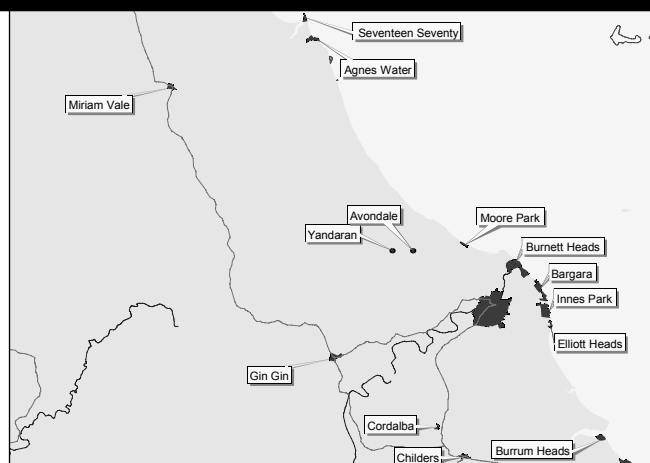 Seventeen Seventy
Agnes Water
Miriam Vale
Avondale
Moore Park
Yandaran
Burnett Heads
Bargara
Innes Park
Elliott Heads
Gin Gin
Cordalba
Burrum Heads
Childers